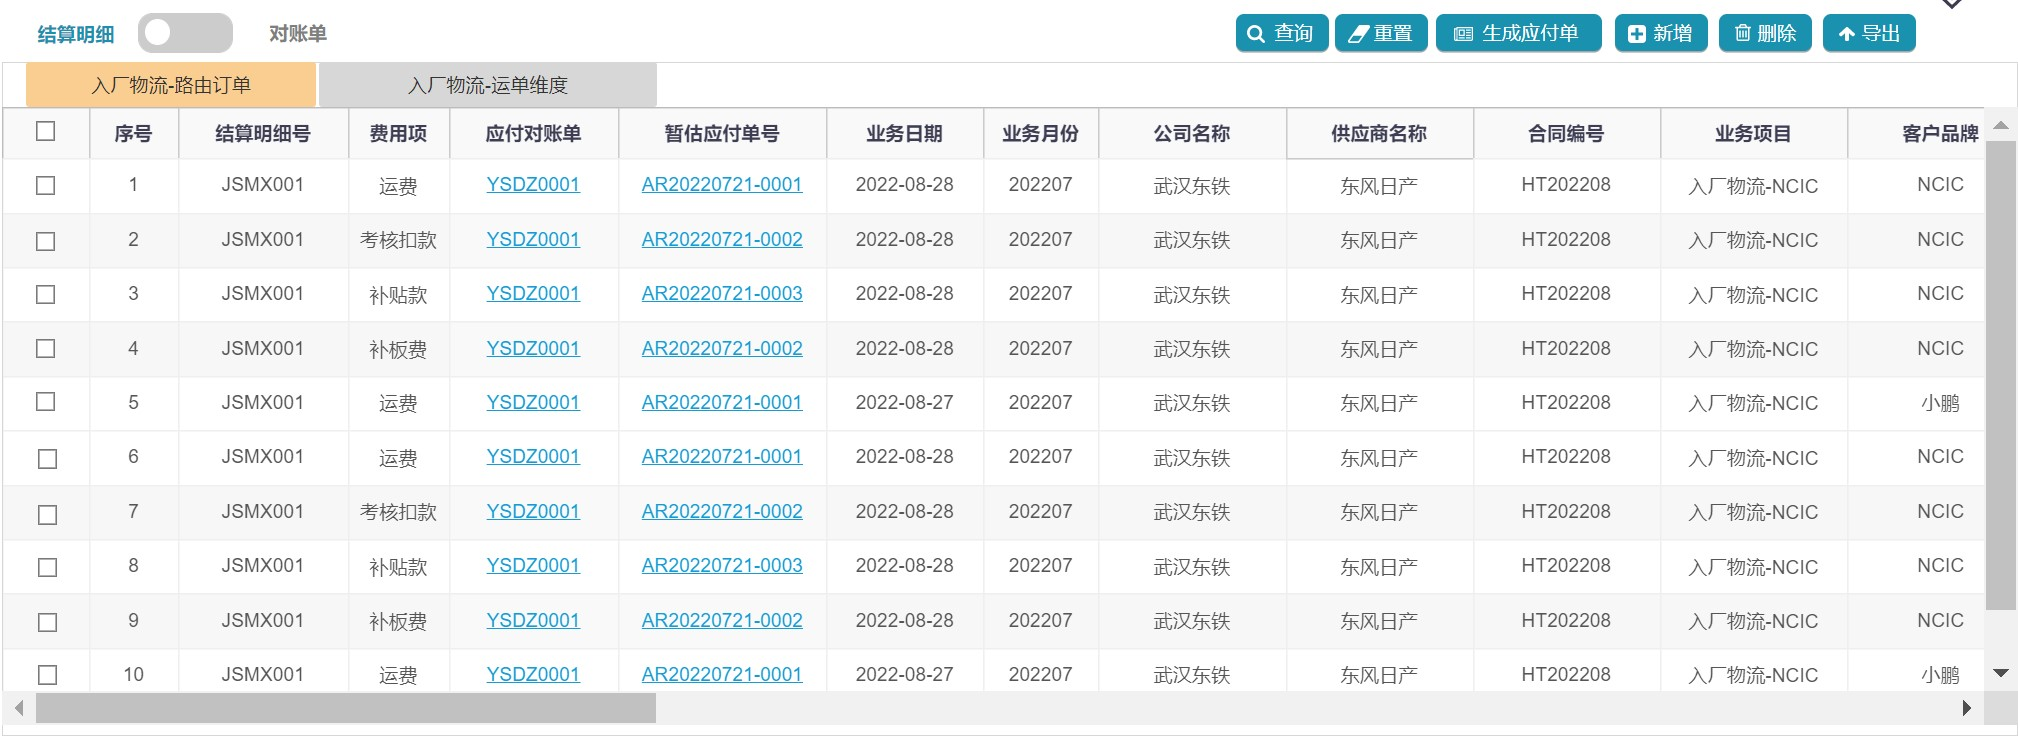 结算明细 对账单 查询 重置 生成应付单 新增 删除 导出
入厂物流-路由订单 入厂物流-运单维度
序号 结算明细号 费用项 应付对账单 暂估应付单号 业务日期 业务月份 公司名称 供应商名称 合同编号 业务项目 客户品牌
1 JSMX001 运费 YSDZ0001 AR20220721-0001 2022-08-28 202207 武汉东铁 东风日产 HT202208 入厂物流-NCIC NCIC
2 JSMX001 考核扣款 YSDZ0001 AR20220721-0002 2022-08-28 202207 武汉东铁 东风日产 HT202208 入厂物流-NCIC NCIC
3 JSMX001 补贴款 YSDZ0001 AR20220721-0003 2022-08-28 202207 武汉东铁 东风日产 HT202208 入厂物流-NCIC NCIC
4 JSMX001 补板费 YSDZ0001 AR20220721-0002 2022-08-28 202207 武汉东铁 东风日产 HT202208 入厂物流-NCIC NCIC
5 JSMX001 运费 YSDZ0001 AR20220721-0001 2022-08-27 202207 武汉东铁 东风日产 HT202208 入厂物流-NCIC 小鹏
6 JSMX001 运费 YSDZ0001 AR20220721-0001 2022-08-28 202207 武汉东铁 东风日产 HT202208 入厂物流-NCIC NCIC
7 JSMX001 考核扣款 YSDZ0001 AR20220721-0002 2022-08-28 202207 武汉东铁 东风日产 HT202208 入厂物流-NCIC NCIC
8 JSMX001 补贴款 YSDZ0001 AR20220721-0003 2022-08-28 202207 武汉东铁 东风日产 HT202208 入厂物流-NCIC NCIC
9 JSMX001 补板费 YSDZ0001 AR20220721-0002 2022-08-28 202207 武汉东铁 东风日产 HT202208 入厂物流-NCIC NCIC
10 JSMX001 运费 YSDZ0001 AR20220721-0001 2022-08-27 202207 武汉东铁 东风日产 HT202208 入厂物流-NCIC 小鹏